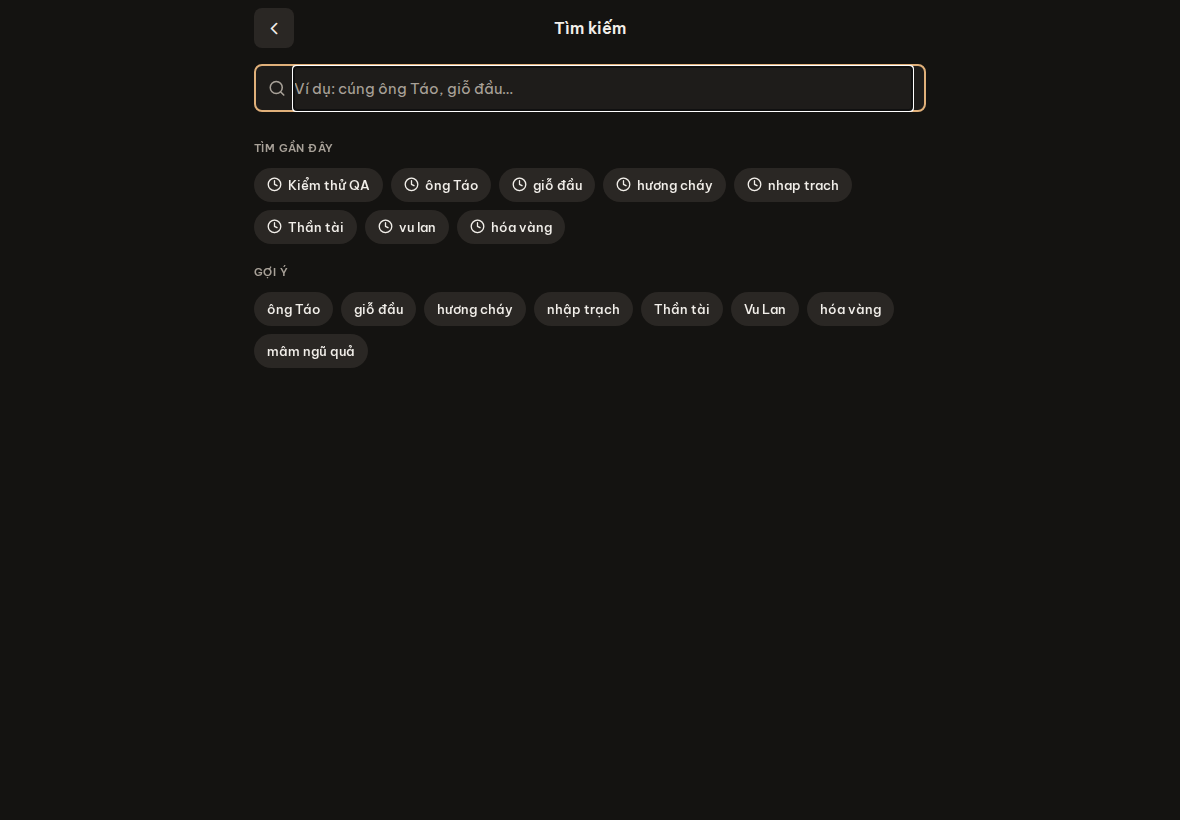 Tìm kiếm
Ví dụ: cúng ông Táo, giỗ đầu…
TÌM GẦN ĐÂY
Kiểm thử QA ông Táo giỗ đầu hương cháy nhap trach
Thần tài vu lan hóa vàng
GỢI Ý
ông Táo giỗ đầu hương cháy nhập trạch Thần tài Vu Lan hóa vàng
mâm ngũ quả